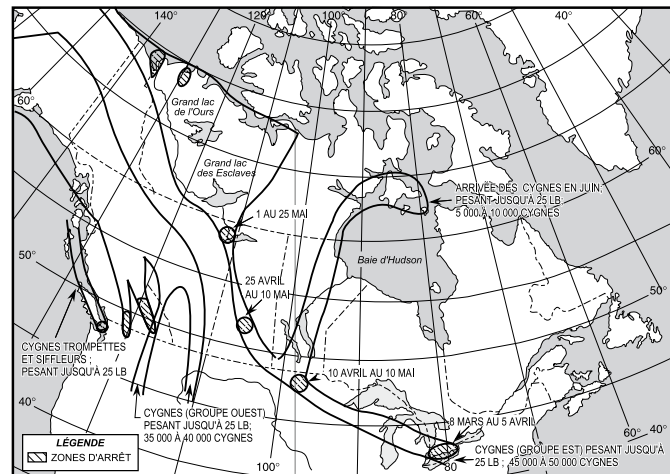 140°
120°
100°
80°
60°
40°
60°
Grand lac
de l'Ours
Grand lac
des Esclaves
60°
1 AU 25 MAI
ARRIVÉE DES CYGNES EN JUIN;
PESANT JUSQU'À 25 LB;
5 000 À 10 000 CYGNES
50°
50°
Baie d'Hudson
25 AVRIL
AU 10 MAI
40°
40°
CYGNES TROMPETTES
ET SIFFLEURS ;
PESANT JUSQU'À 25 LB
10 AVRIL AU 10 MAI
CYGNES (GROUPE OUEST)
PESANT JUSQU'À 25 LB;
35 000 À 40 000 CYGNES
8 MARS AU 5 AVRIL
CYGNES (GROUPE EST) PESANT JUSQU'À
25 LB ; 45 000 À 50 000 CYGNES
LÉGENDE
ZONES D'ARRÊT
100°
80